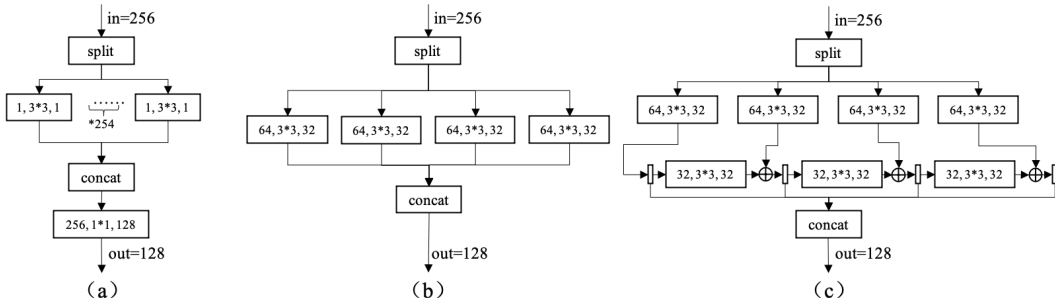 in=256
split
1, 3*3, 1
......
1, 3*3, 1
*254
concat
256, 1*1, 128
out=128
（a）
in=256
split
64, 3*3, 32
64, 3*3, 32
64, 3*3, 32
64, 3*3, 32
concat
out=128
（b）
in=256
split
64, 3*3, 32
64, 3*3, 32
64, 3*3, 32
64, 3*3, 32
32, 3*3, 32
32, 3*3, 32
32, 3*3, 32
concat
out=128
（c）